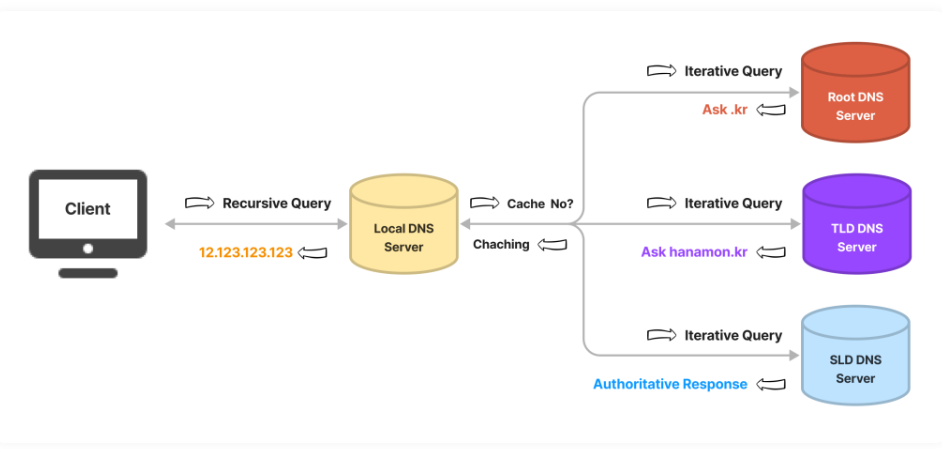 Client
Recursive Query
12.123.123.123
Local DNS
Server
Cache No?
Chaching
Iterative Query
Ask .kr
Root DNS
Server
Iterative Query
Ask hanamon.kr
TLD DNS
Server
Iterative Query
Authoritative Response
SLD DNS
Server